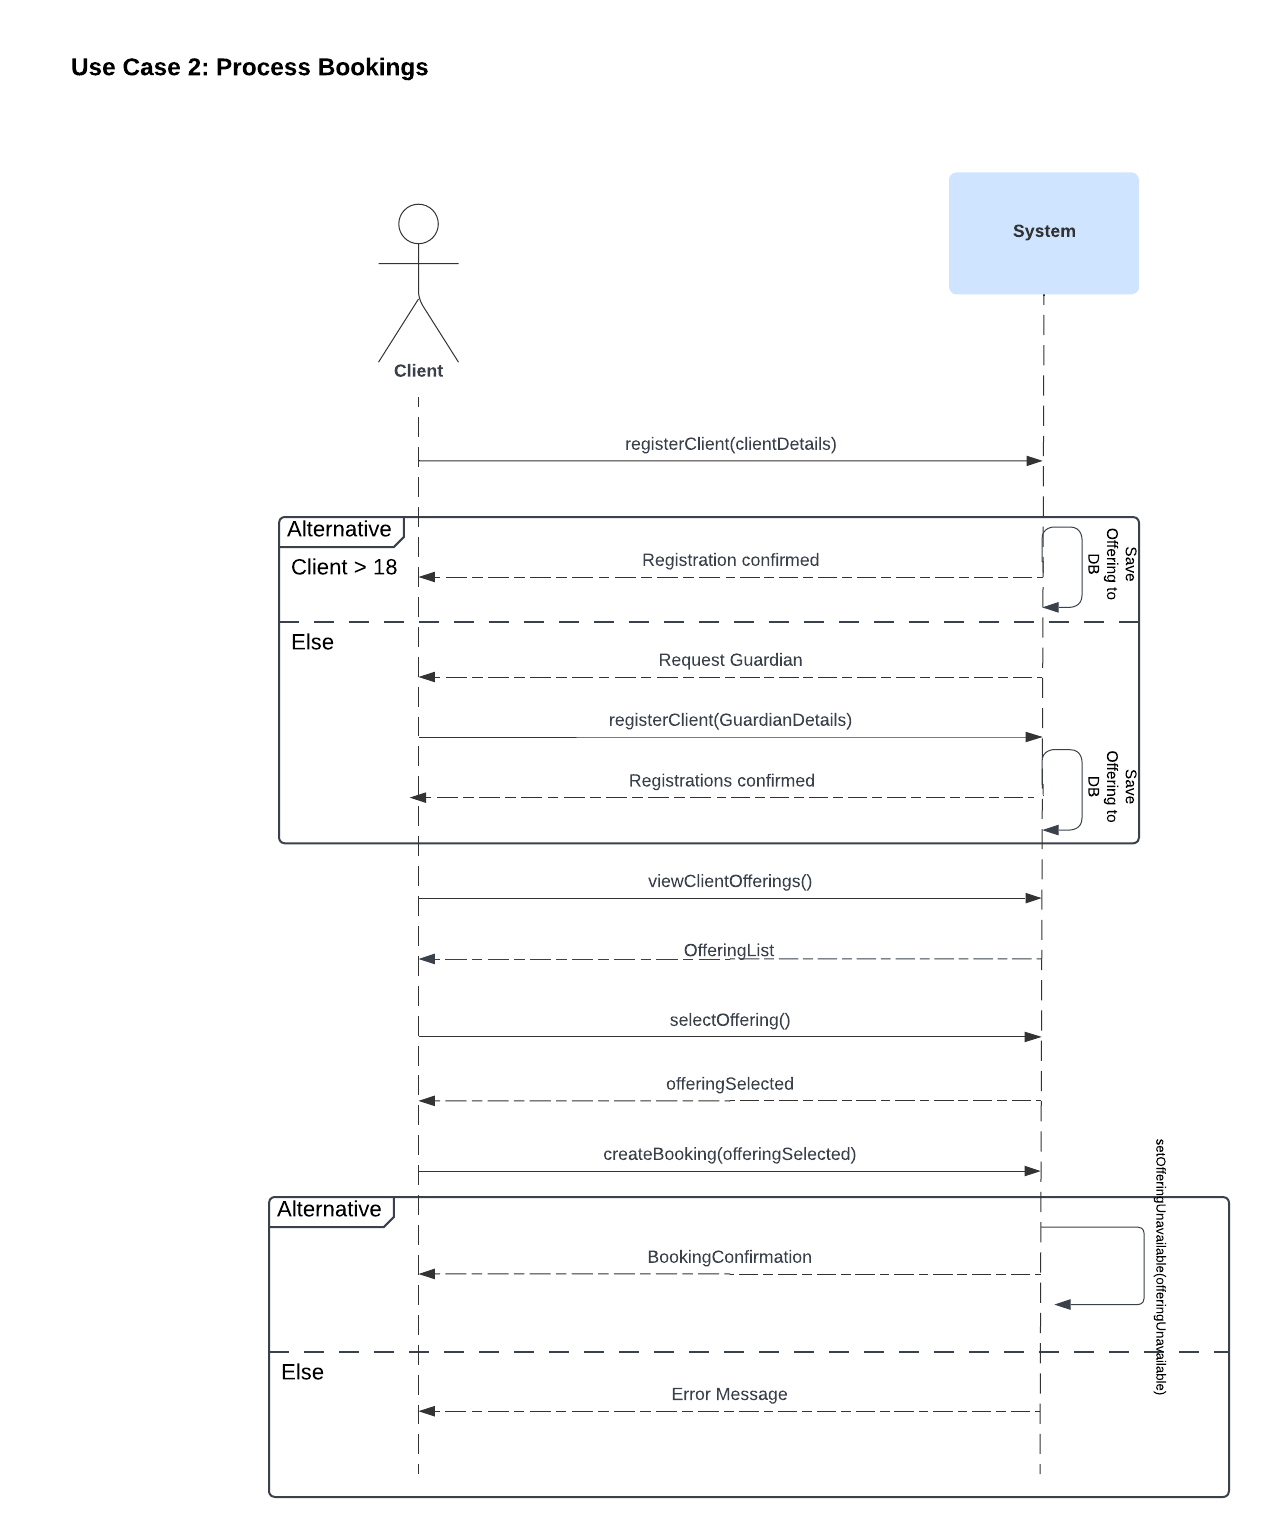 Use Case 2: Process Bookings
System
Client
registerClient(clientDetails)
Alternative
Client > 18
Registration confirmed
Save
Offering to
DB
Else
Request Guardian
registerClient(GuardianDetails)
Registrations confirmed
Save
Offering to
DB
viewClientOfferings()
OfferingList
selectOffering()
offeringSelected
createBooking(offeringSelected)
setOfferingUnavailable(offeringUnavailable)
Alternative
BookingConfirmation
Else
Error Message